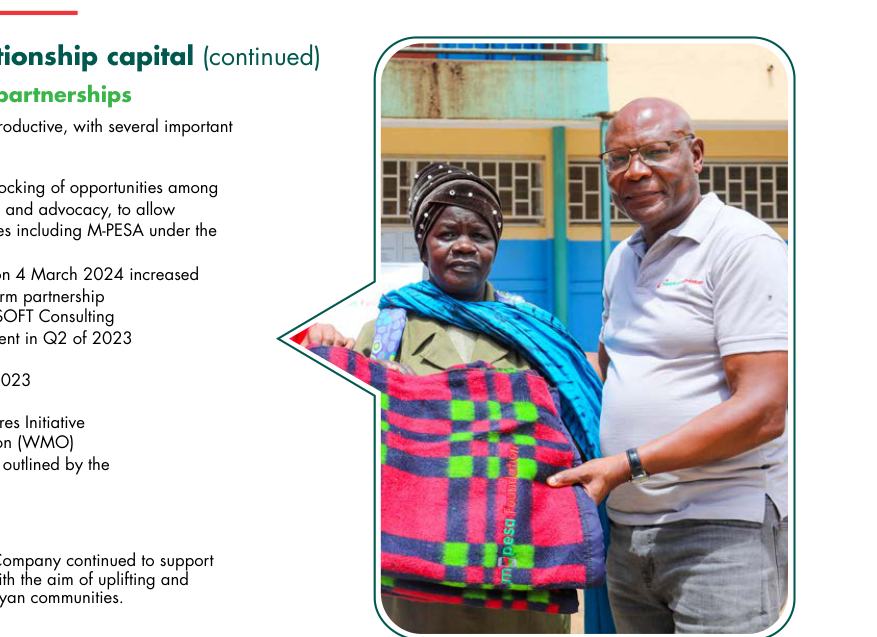 tionship capital (continued)
partnerships
roductive, with several important
ocking of opportunities among
and advocacy, to allow
es including M-PESA under the
on 4 March 2024 increased
rm partnership
SOFT Consulting
ent in Q2 of 2023
023
res Initiative
on (WMO)
outlined by the
Company continued to support
ith the aim of uplifting and
yan communities.
m-pesa Foundation